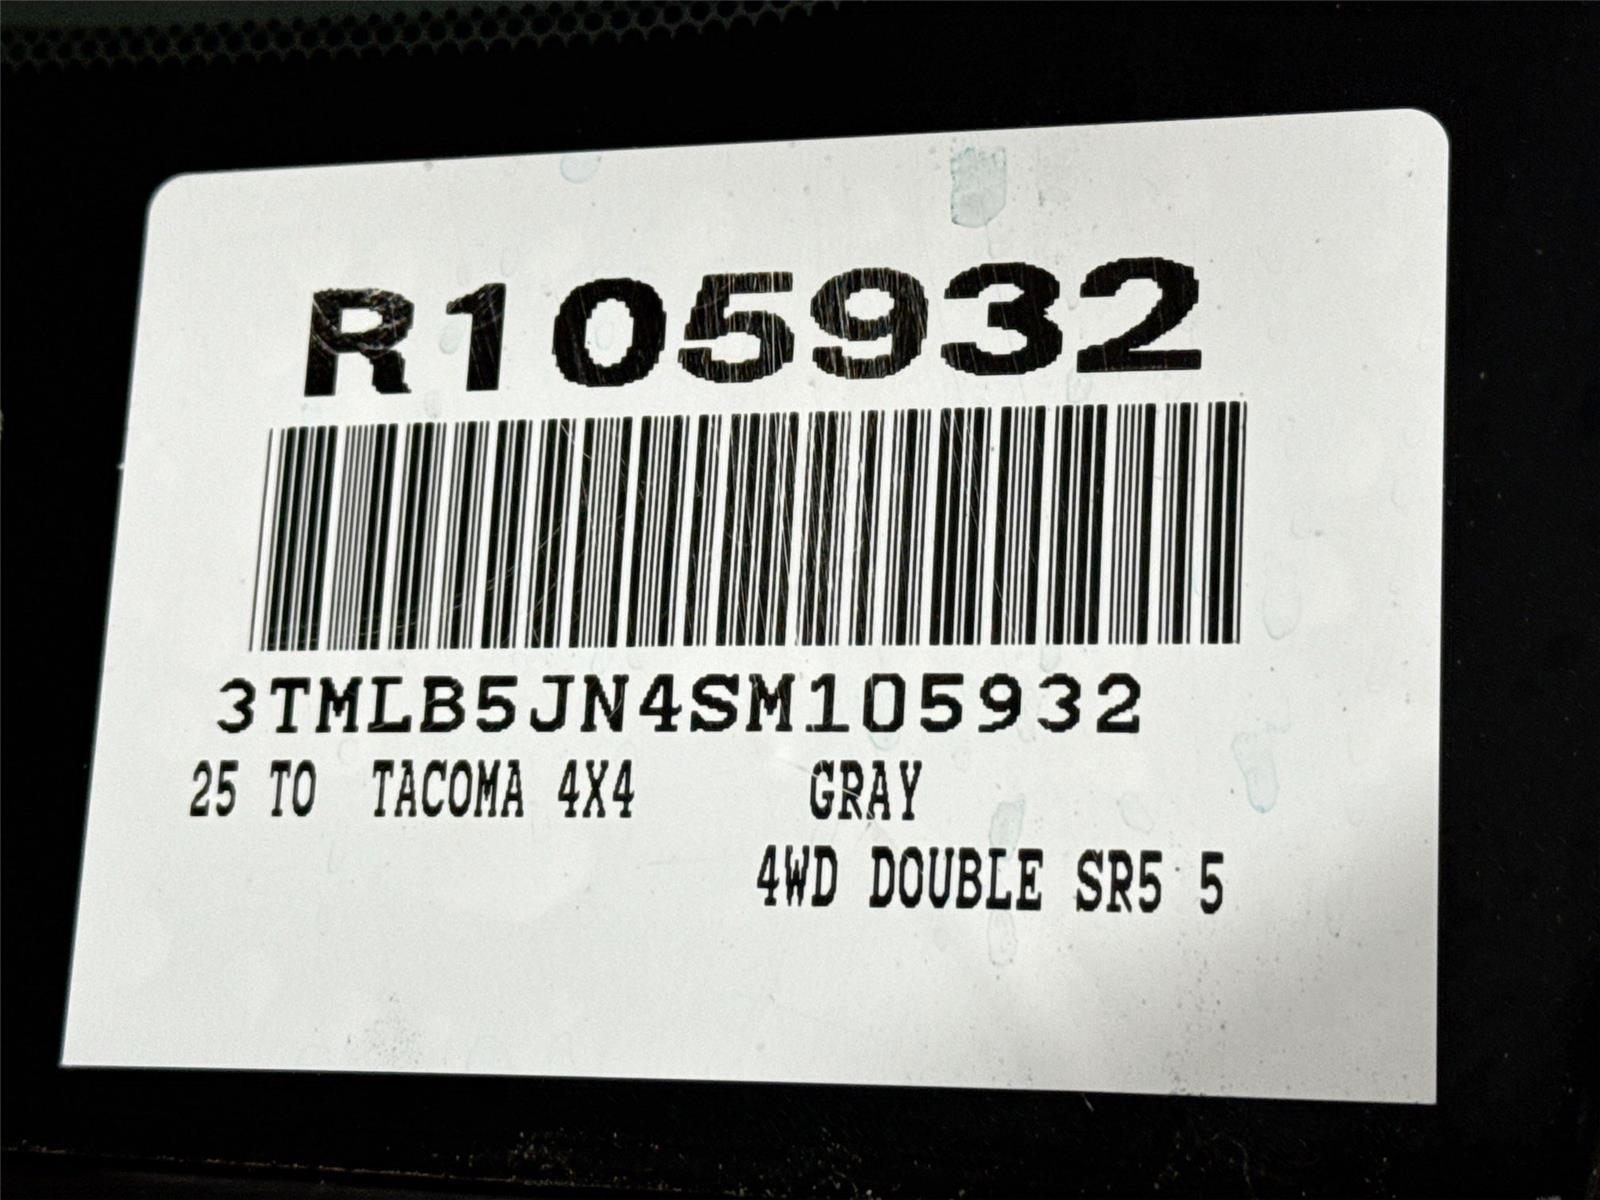 R105932
3TMLB5JN4SM105932
25 TO TACOMA 4X4 GRAY
4WD DOUBLE SR5 5